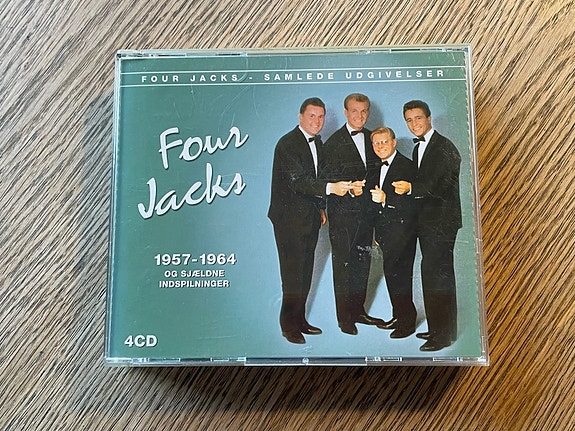 FOUR JACKS - SAMLEDE UDGIVELSER
Four
Jacks
1957-1964
OG SJÆLDNE
INDSPILNINGER
4CD